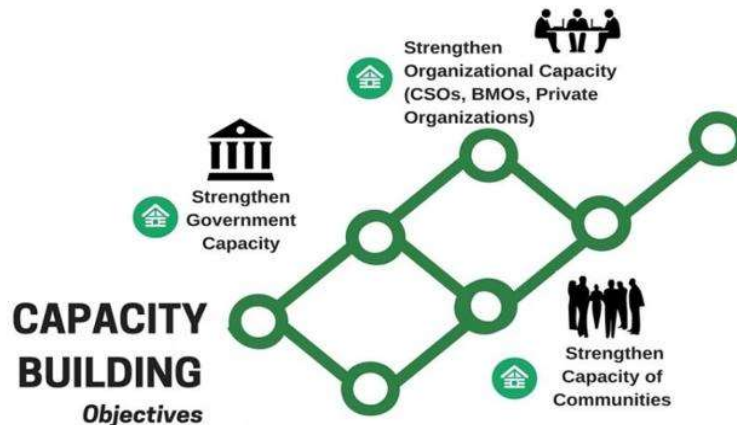 Strengthen
Organizational Capacity
(CSOs, BMOs, Private
Organizations)
Strengthen
Government
Capacity
CAPACITY
BUILDING
Objectives
Strengthen
Capacity of
Communities